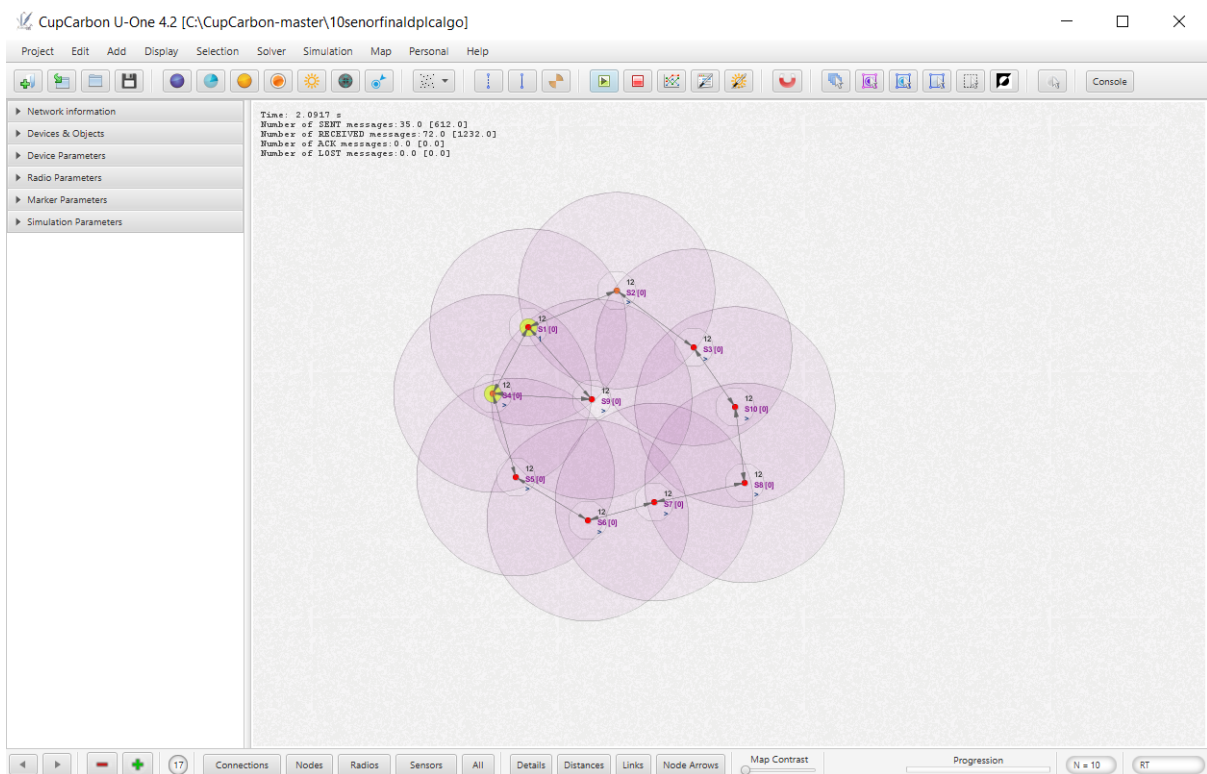 CupCarbon U-One 4.2 [C:\CupCarbon-master\10senorfinaldplcalgo]
Project Edit Add Display Selection Solver Simulation Map Personal Help
Console
Network information
Devices & Objects
Device Parameters
Radio Parameters
Marker Parameters
Simulation Parameters
Time: 2.0917 s
Number of SENT messages:35.0 [612.0]
Number of RECEIVED messages:72.0 [1232.0]
Number of ACK messages:0.0 [0.0]
Number of LOST messages:0.0 [0.0]
12
S2 [0]
>
12
S1 [0]
1
12
S3 [0]
>
12
S4 [0]
>
12
S9 [0]
>
12
S10 [0]
>
12
S5 [0]
>
12
S8 [0]
>
12
S7 [0]
>
12
S6 [0]
>
17 Connections Nodes Radios Sensors All Details Distances Links Node Arrows Map Contrast Progression N = 10 RT